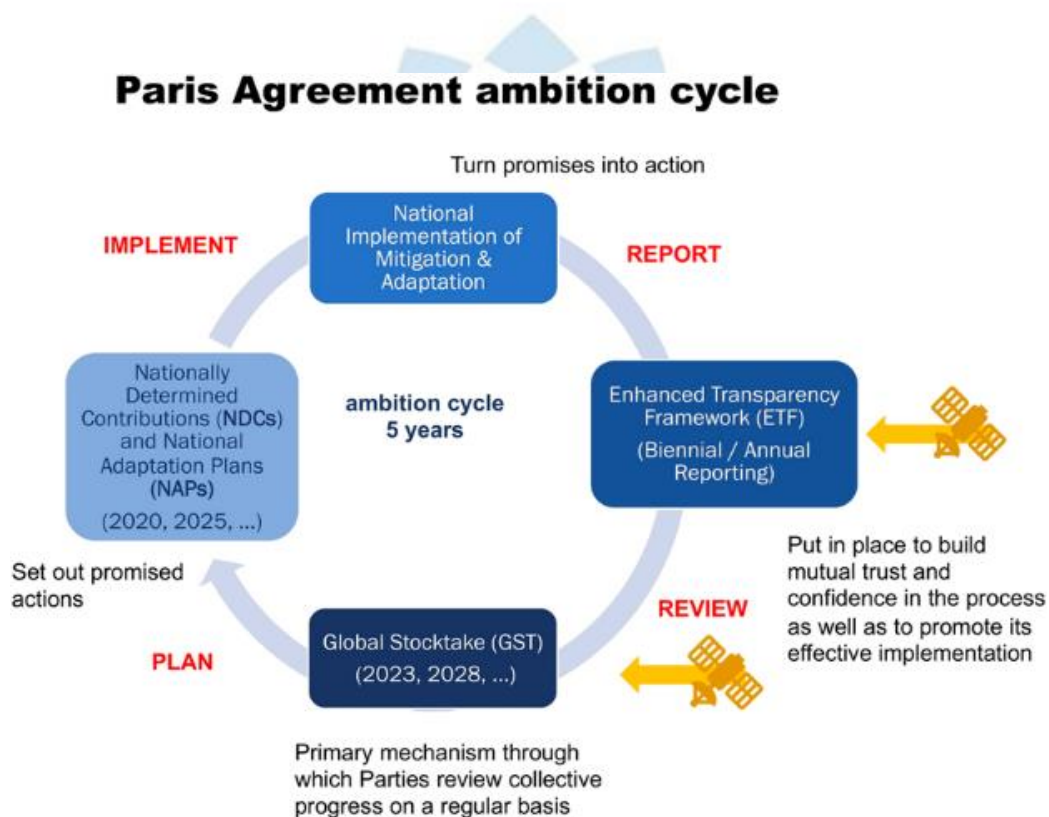 Paris Agreement ambition cycle
Turn promises into action
IMPLEMENT
National
Implementation of
Mitigation &
Adaptation
REPORT
Nationally
Determined
Contributions (NDCs)
and National
Adaptation Plans
(NAPs)
(2020, 2025, ...)
ambition cycle
5 years
Enhanced Transparency
Framework (ETF)
(Biennial / Annual
Reporting)
Set out promised
actions
Put in place to build
mutual trust and
confidence in the process
as well as to promote its
effective implementation
PLAN
Global Stocktake (GST)
(2023, 2028, ...)
REVIEW
Primary mechanism through
which Parties review collective
progress on a regular basis